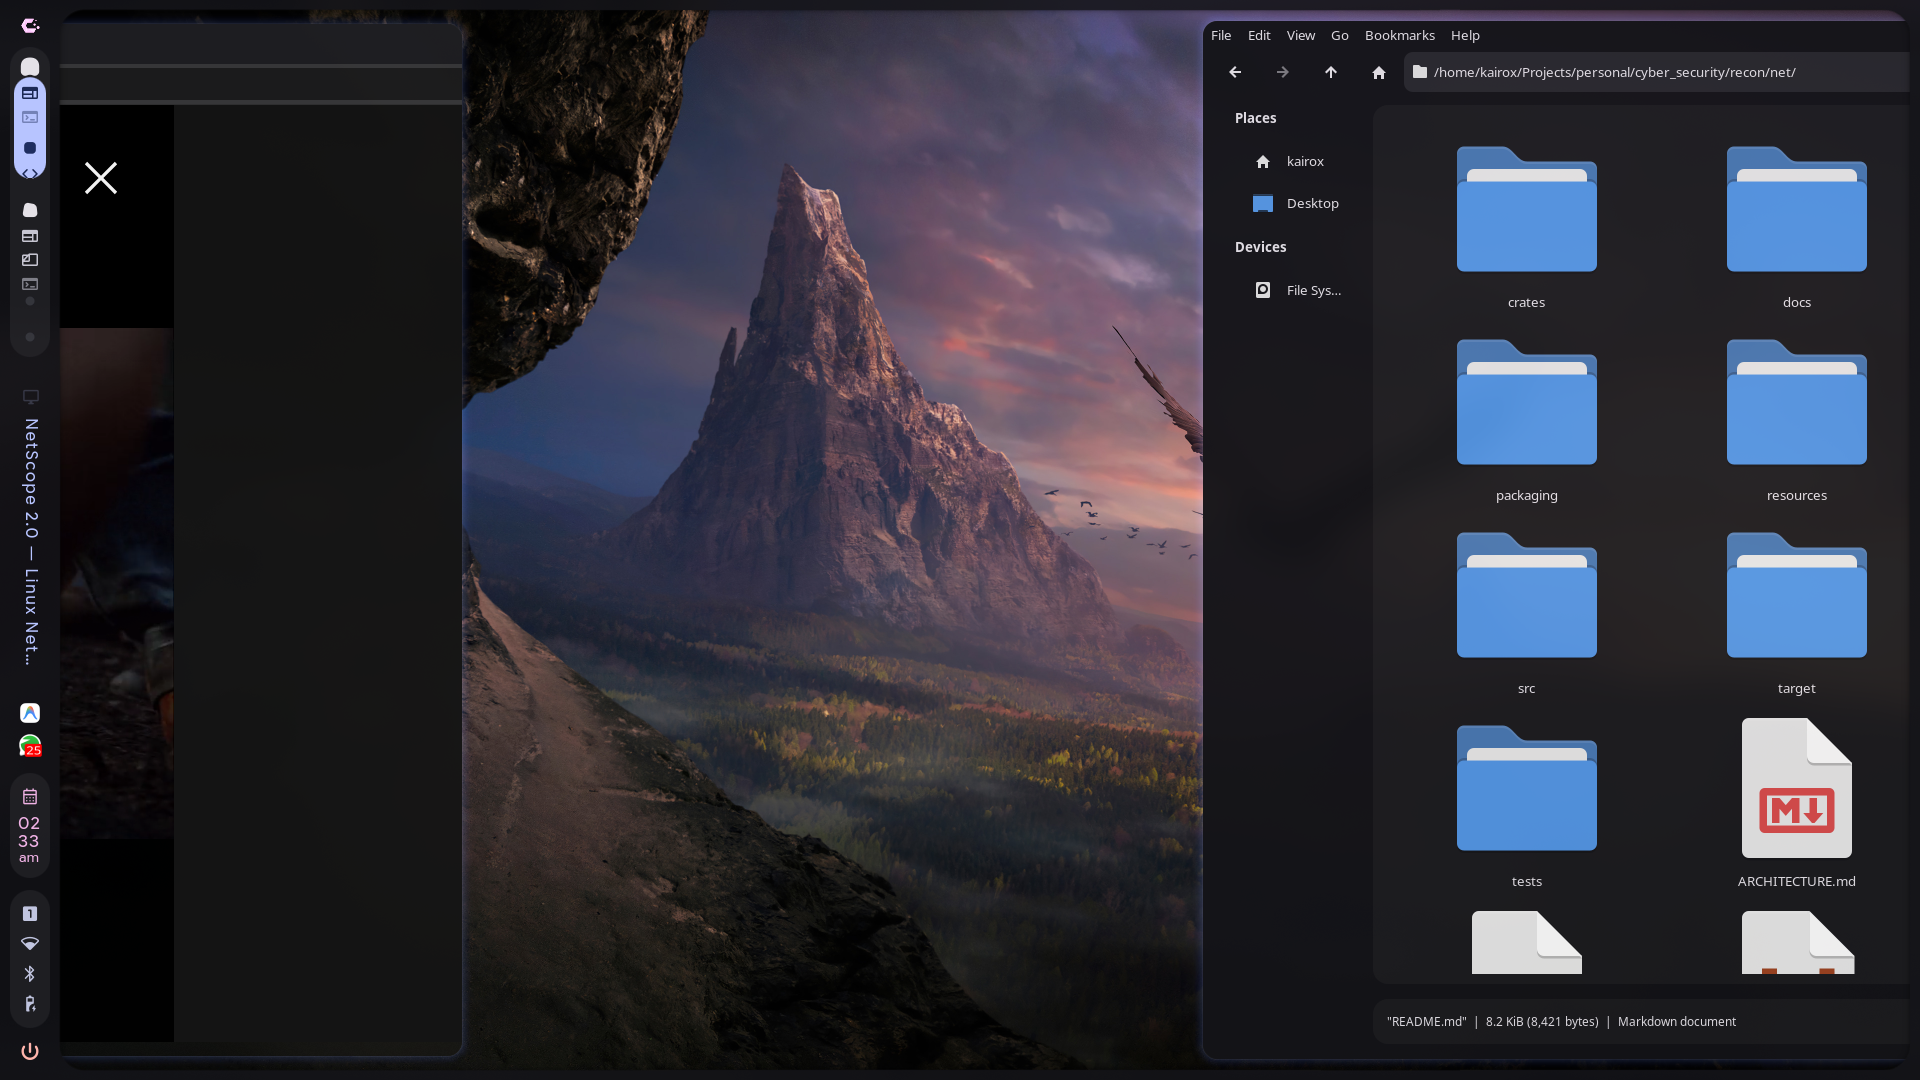 File Edit View Go Bookmarks Help
/home/kairox/Projects/personal/cyber_security/recon/net/
Places
kairox
Desktop
Devices
File Sys...
crates
docs
packaging
resources
src
target
tests
ARCHITECTURE.md
"README.md" | 8.2 KiB (8,421 bytes) | Markdown document
NetScope 2.0 — Linux Net...
25
02
33
am
1